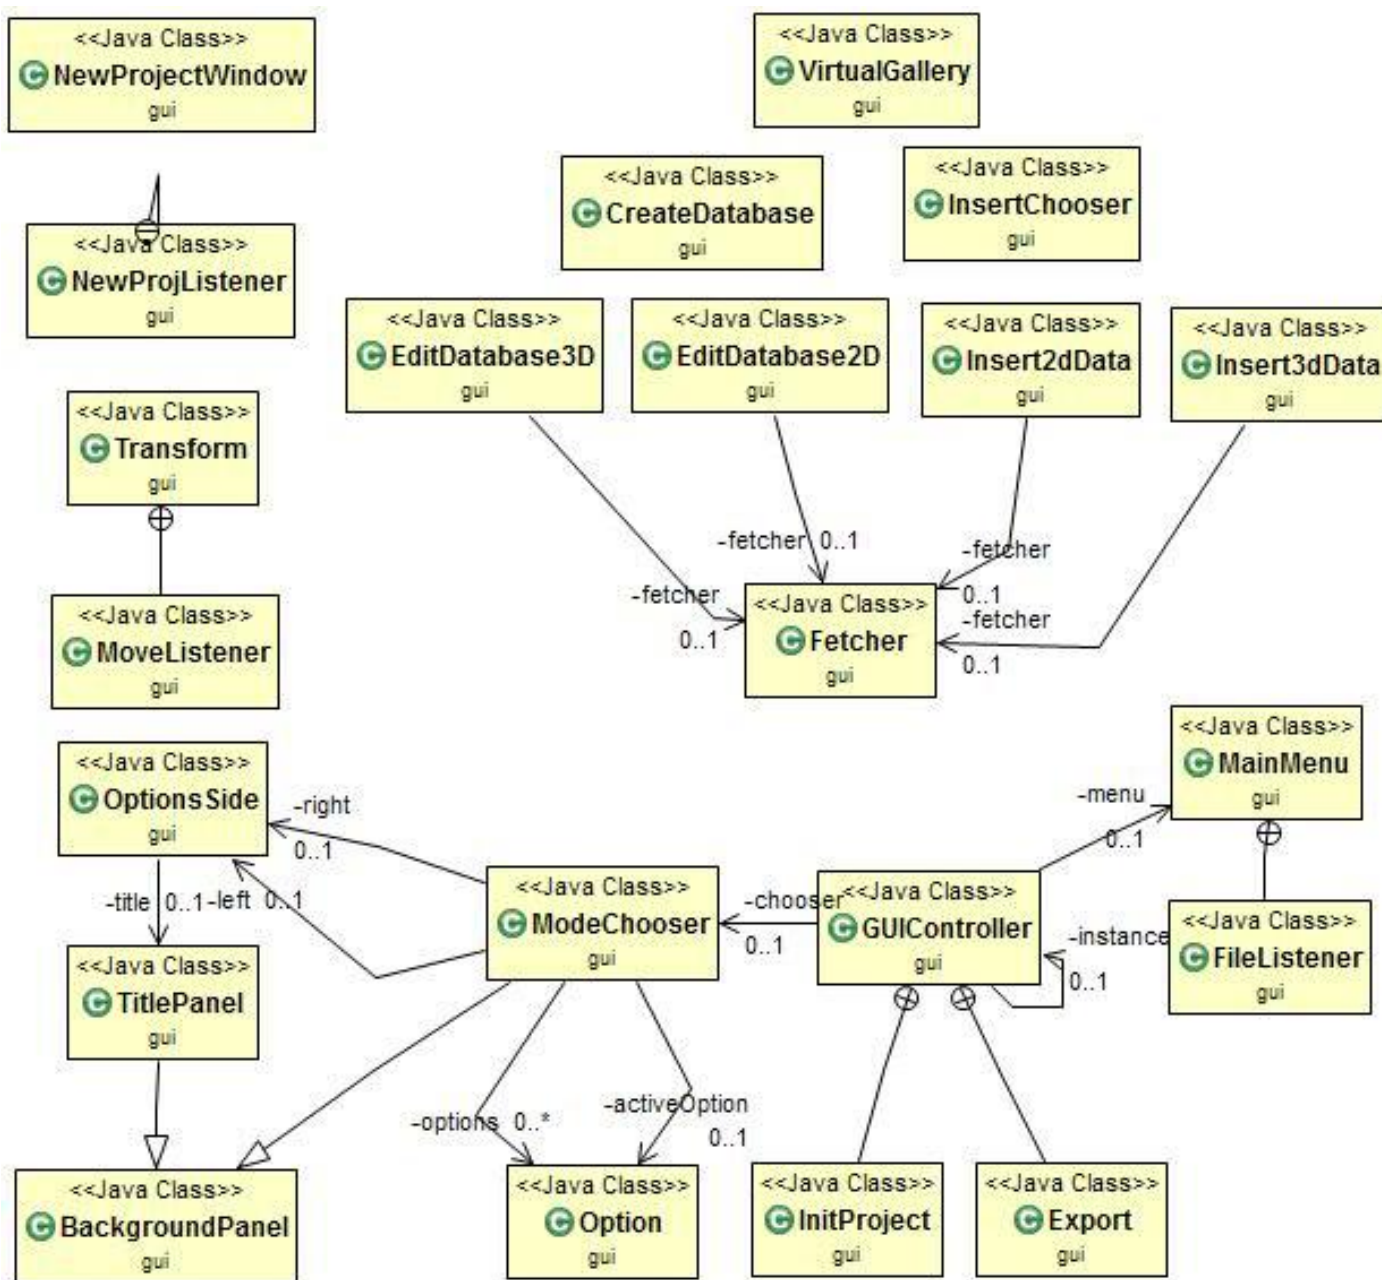 <<Java Class>>
NewProjectWindow
gui
<<Java Class>>
VirtualGallery
gui
<<Java Class>>
CreateDatabase
gui
<<Java Class>>
InsertChooser
gui
<<Java Class>>
NewProjListener
gui
<<Java Class>>
EditDatabase3D
gui
<<Java Class>>
EditDatabase2D
gui
<<Java Class>>
Insert2dData
gui
<<Java Class>>
Insert3dData
gui
<<Java Class>>
Transform
gui
-fetcher 0..1
-fetcher
0..1
-fetcher
0..1
-fetcher
0..1
<<Java Class>>
Fetcher
gui
<<Java Class>>
MoveListener
gui
<<Java Class>>
OptionsSide
gui
-right
0..1
-menu
0..1
<<Java Class>>
MainMenu
gui
-title 0..1
-left 0..1
<<Java Class>>
ModeChooser
gui
-chooser
0..1
<<Java Class>>
GUIController
gui
-instance
0..1
<<Java Class>>
FileListener
gui
<<Java Class>>
TitlePanel
gui
-options 0..*
-activeOption
0..1
<<Java Class>>
BackgroundPanel
gui
<<Java Class>>
Option
gui
<<Java Class>>
InitProject
gui
<<Java Class>>
Export
gui